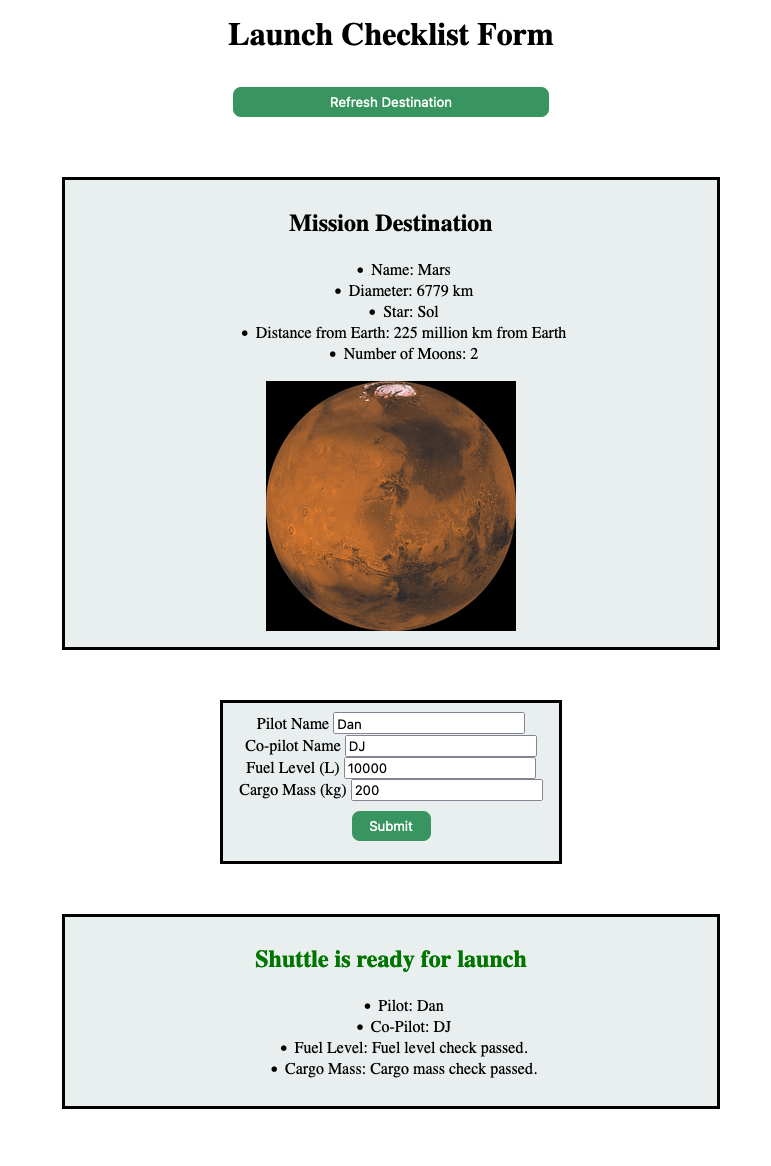 Launch Checklist Form
Refresh Destination
Mission Destination
• Name: Mars
• Diameter: 6779 km
• Star: Sol
• Distance from Earth: 225 million km from Earth
• Number of Moons: 2
Pilot Name Dan
Co-pilot Name DJ
Fuel Level (L) 10000
Cargo Mass (kg) 200
Submit
Shuttle is ready for launch
• Pilot: Dan
• Co-Pilot: DJ
• Fuel Level: Fuel level check passed.
• Cargo Mass: Cargo mass check passed.